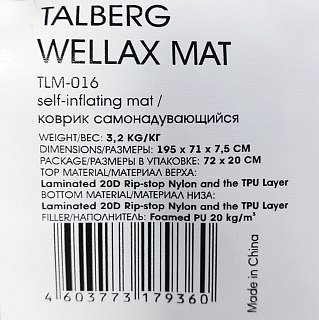 TALBERG
WELLAX MAT
TLM-016
self-inflating mat /
коврик самонадувающийся
WEIGHT/ВЕС: 3,2 KG/КГ
DIMENSIONS/РАЗМЕРЫ: 195 x 71 x 7,5 CM
PACKAGE/РАЗМЕРЫ В УПАКОВКЕ: 72 x 20 CM
TOP MATERIAL/МАТЕРИАЛ ВЕРХА:
Laminated 20D Rip-stop Nylon and the TPU Layer
BOTTOM MATERIAL/МАТЕРИАЛ НИЗА:
Laminated 20D Rip-stop Nylon and the TPU Layer
FILLER/НАПОЛНИТЕЛЬ: Foamed PU 20 kg/m³
4 603773 179360
Made in China